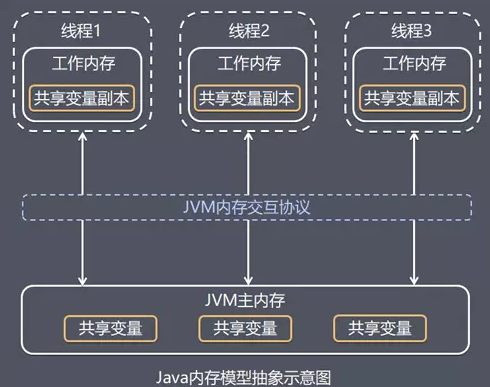 线程1 线程2 线程3
工作内存 工作内存 工作内存
共享变量副本 共享变量副本 共享变量副本
JVM内存交互协议
JVM主内存
共享变量 共享变量 共享变量
Java内存模型抽象示意图